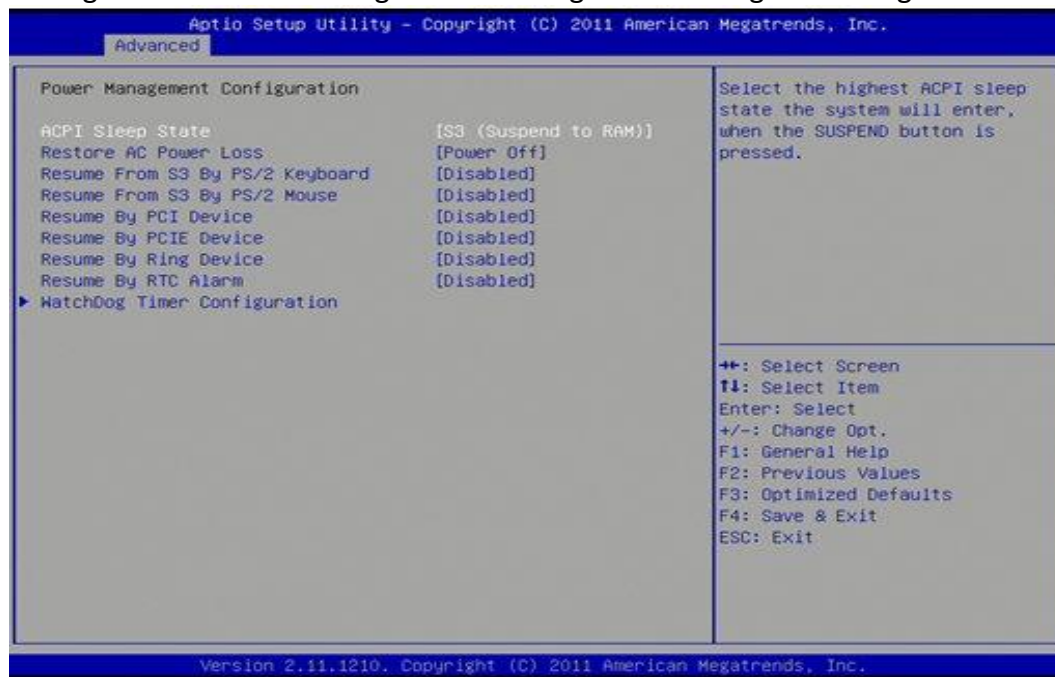 Aptio Setup Utility - Copyright (C) 2011 American Megatrends, Inc.
Advanced
Power Management Configuration
ACPI Sleep State [S3 (Suspend to RAM)]
Restore AC Power Loss [Power Off]
Resume From S3 By PS/2 Keyboard [Disabled]
Resume From S3 By PS/2 Mouse [Disabled]
Resume By PCI Device [Disabled]
Resume By PCIE Device [Disabled]
Resume By Ring Device [Disabled]
Resume By RTC Alarm [Disabled]
WatchDog Timer Configuration
Select the highest ACPI sleep
state the system will enter,
when the SUSPEND button is
pressed.
→←: Select Screen
↑↓: Select Item
Enter: Select
+/-: Change Opt.
F1: General Help
F2: Previous Values
F3: Optimized Defaults
F4: Save & Exit
ESC: Exit
Version 2.11.1210. Copyright (C) 2011 American Megatrends, Inc.